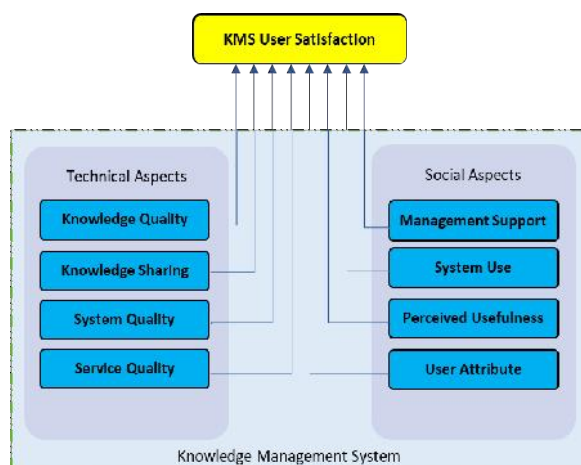 KMS User Satisfaction
Technical Aspects
Knowledge Quality
Knowledge Sharing
System Quality
Service Quality
Social Aspects
Management Support
System Use
Perceived Usefulness
User Attribute
Knowledge Management System